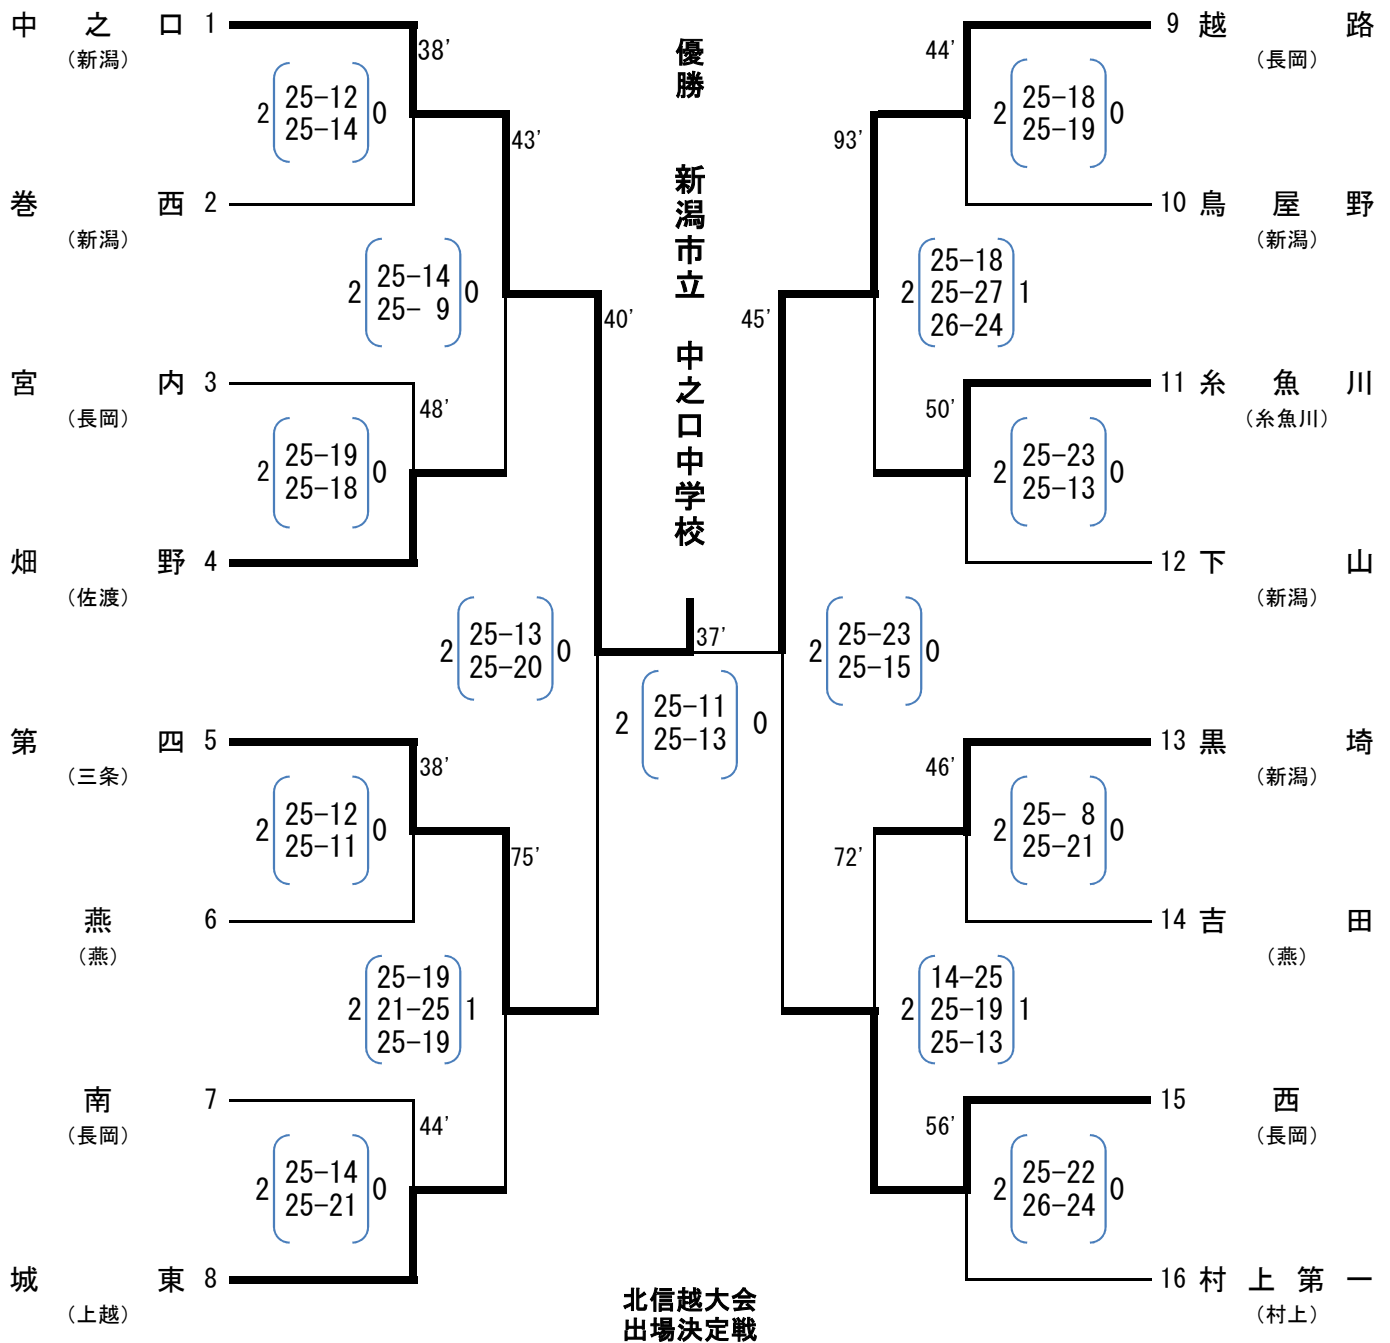 中之口 1
(新潟)
38'
2 25-12 0
25-14
43'
巻西 2
(新潟)
2 25-14 0
25- 9
40'
宮内 3
(長岡)
48'
2 25-19 0
25-18
畑野 4
(佐渡)
2 25-13 0
25-20
第四 5
(三条)
38'
2 25-12 0
25-11
75'
燕 6
(燕)
25-19
2 21-25 1
25-19
南 7
(長岡)
44'
2 25-14 0
25-21
城東 8
(上越)
優勝 新潟市立 中之口中学校
37'
2 25-11 0
25-13
北信越大会
出場決定戦
9 越路
(長岡)
44'
2 25-18 0
25-19
93'
10 鳥屋野
(新潟)
25-18
2 25-27 1
26-24
45'
11 糸魚川
(糸魚川)
50'
2 25-23 0
25-13
12 下山
(新潟)
2 25-23 0
25-15
13 黒埼
(新潟)
46'
2 25- 8 0
25-21
72'
14 吉田
(燕)
14-25
2 25-19 1
25-13
15 西
(長岡)
56'
2 25-22 0
26-24
16 村上第一
(村上)